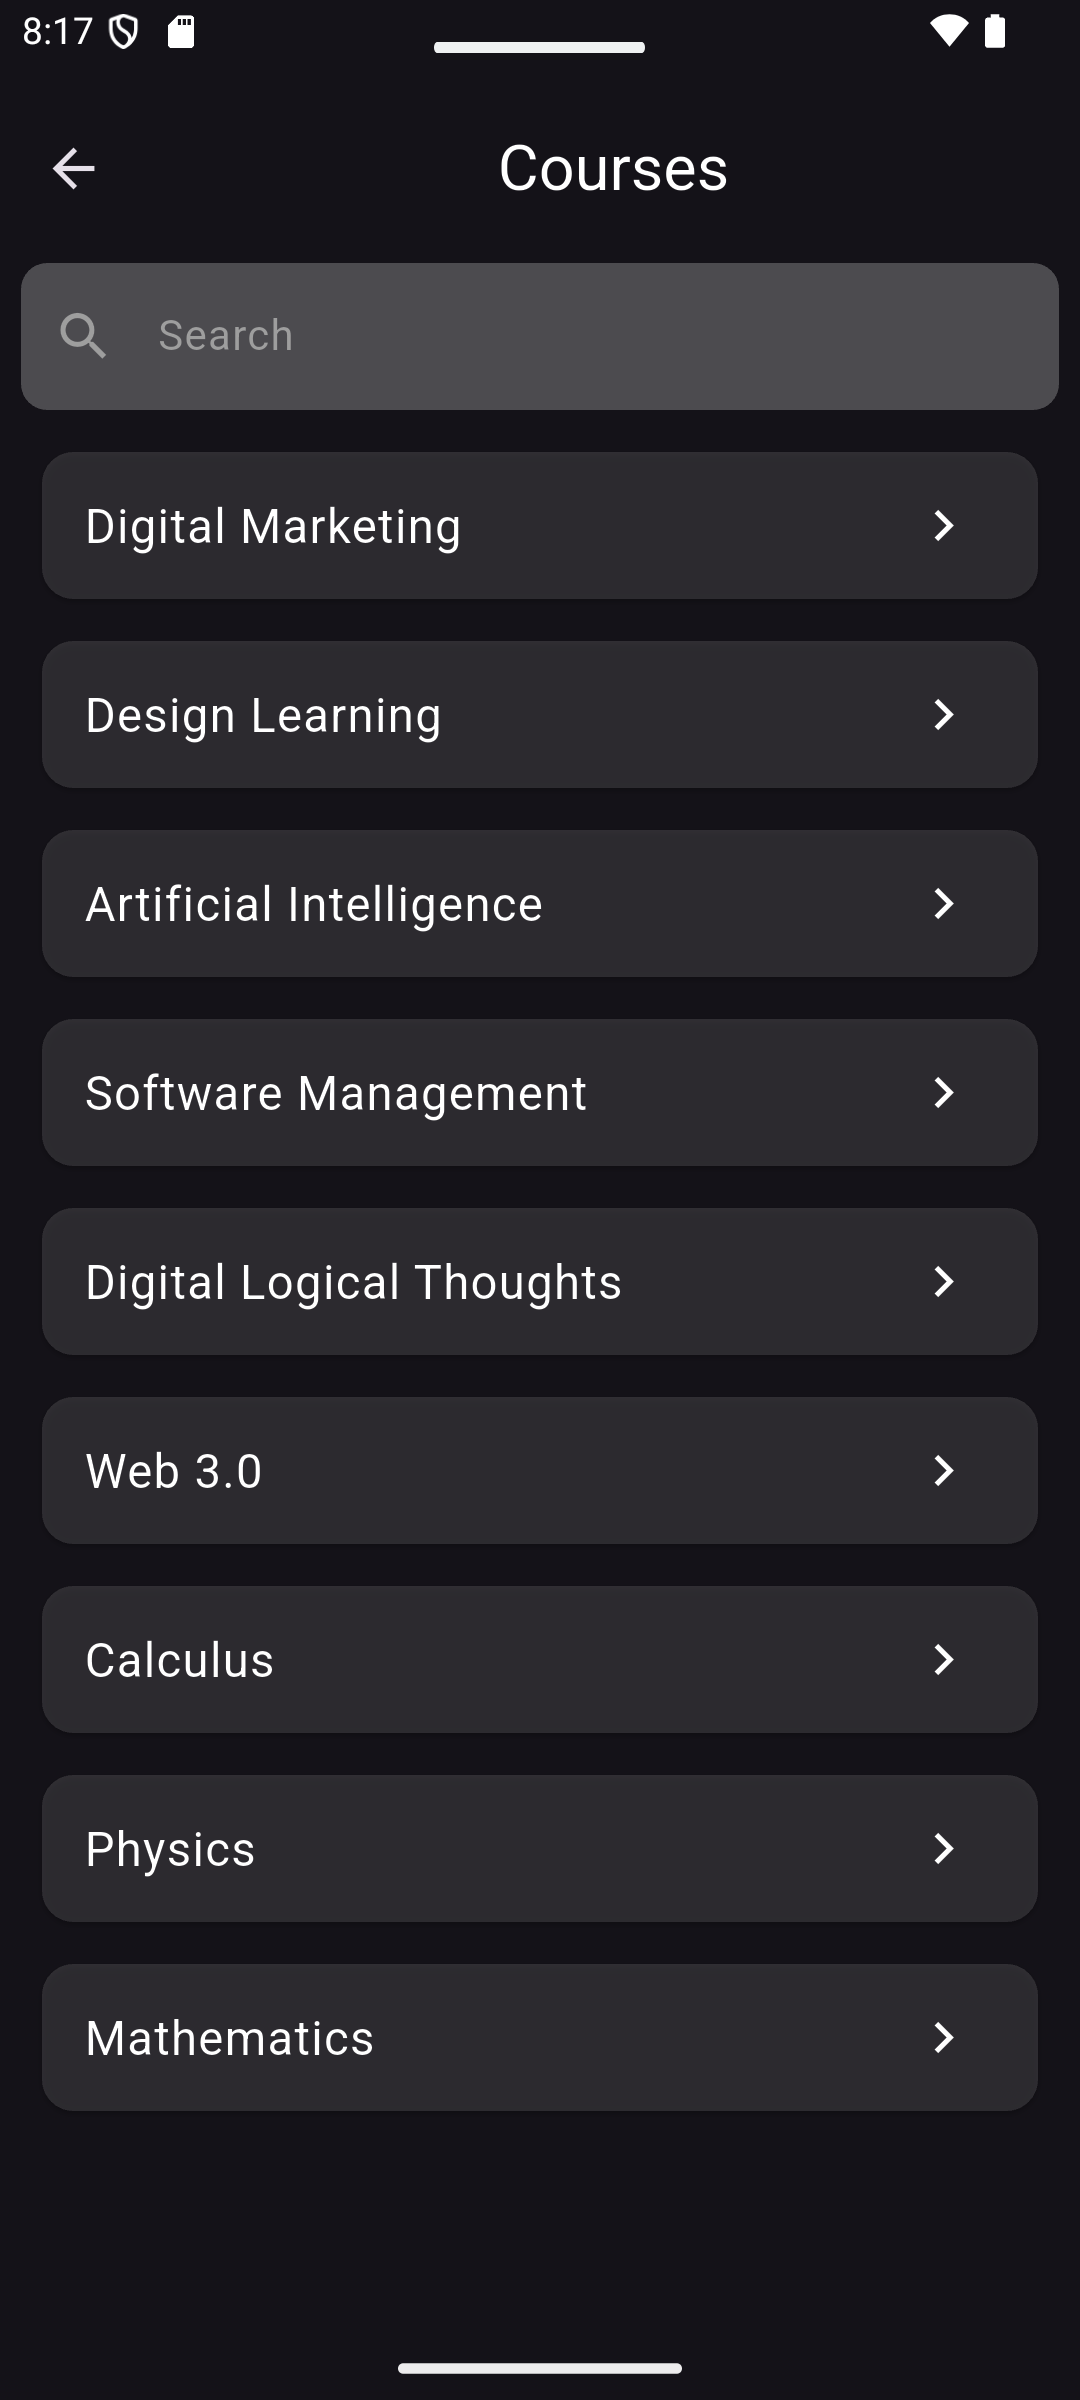 8:17
Courses
Search
Digital Marketing
Design Learning
Artificial Intelligence
Software Management
Digital Logical Thoughts
Web 3.0
Calculus
Physics
Mathematics